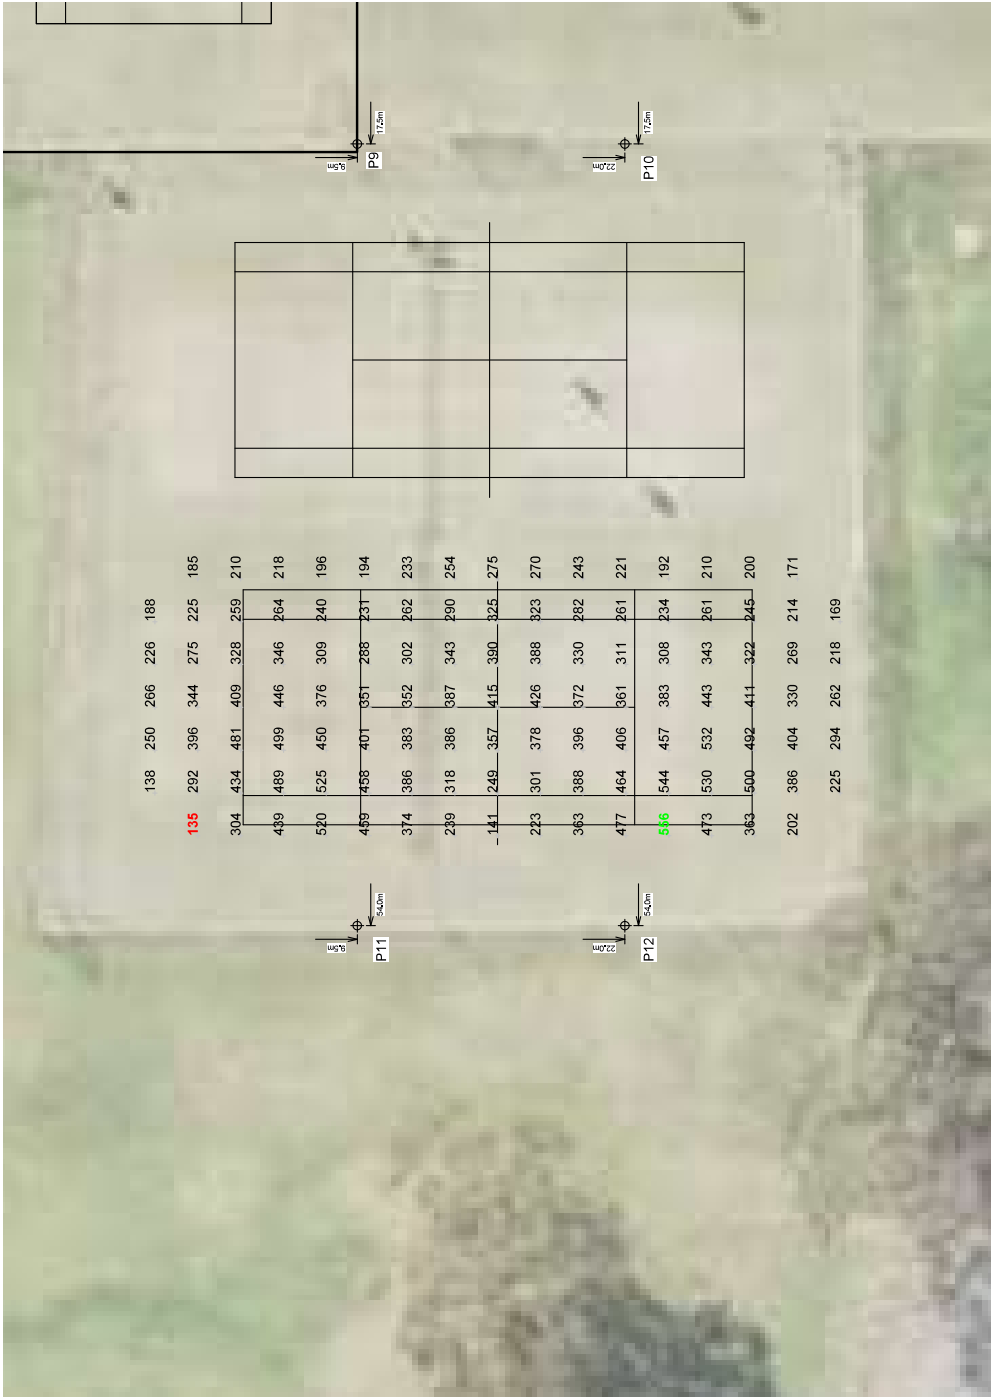 17.5m
9.5m
P9
17.5m
22.0m
P10
185 210 218 196 194 233 254 275 270 243 221 192 210 200 171
188 225 259 264 240 231 262 290 325 323 282 261 234 261 245 214 169
226 275 328 346 309 288 302 343 390 388 330 311 308 343 322 269 218
266 344 409 446 376 351 352 387 415 426 372 361 383 443 411 330 262
250 396 481 499 450 401 383 386 357 378 396 406 457 532 492 404 294
138 292 434 489 525 458 386 318 249 301 388 464 544 530 500 386 225
135 304 439 520 469 374 239 141 223 363 477 556 473 363 202
54.0m
9.5m
P11
54.0m
22.0m
P12